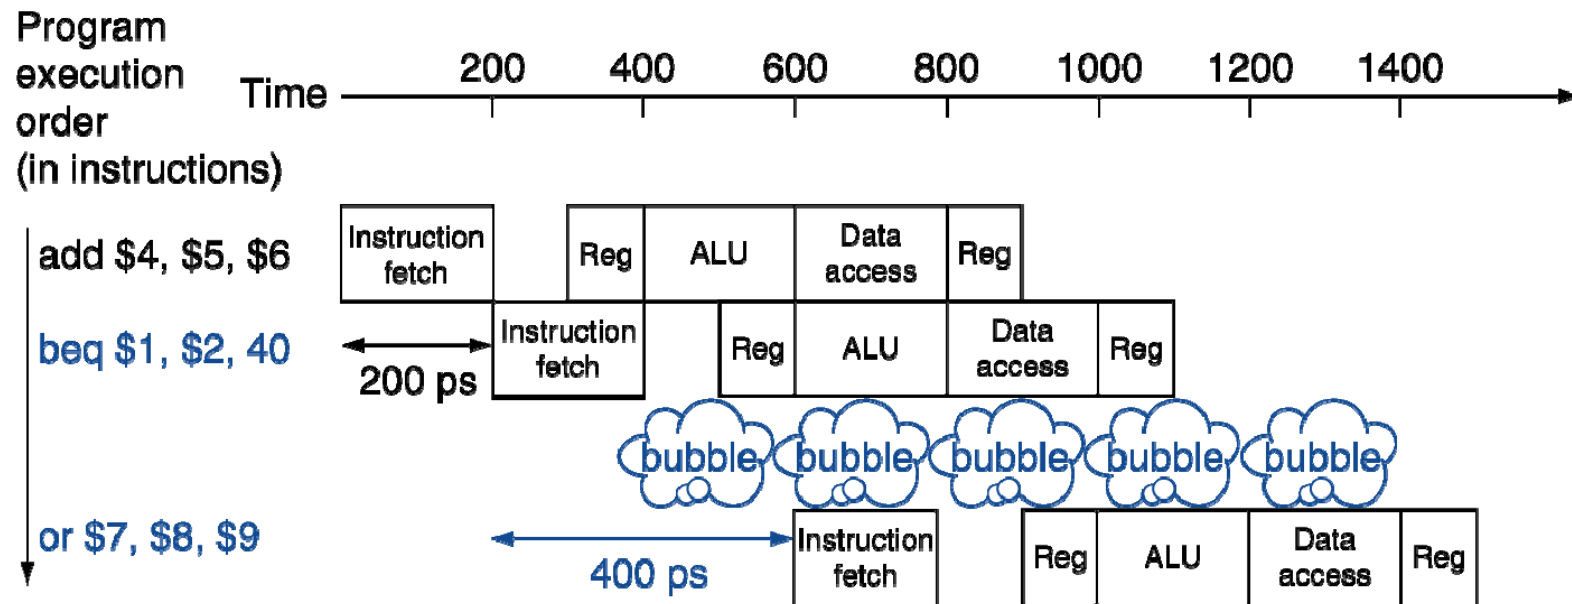 Program
execution
order
(in instructions)
Time
200 400 600 800 1000 1200 1400
add $4, $5, $6
Instruction
fetch
Reg
ALU
Data
access
Reg
beq $1, $2, 40
200 ps
Instruction
fetch
Reg
ALU
Data
access
Reg
bubble bubble bubble bubble bubble
or $7, $8, $9
400 ps
Instruction
fetch
Reg
ALU
Data
access
Reg